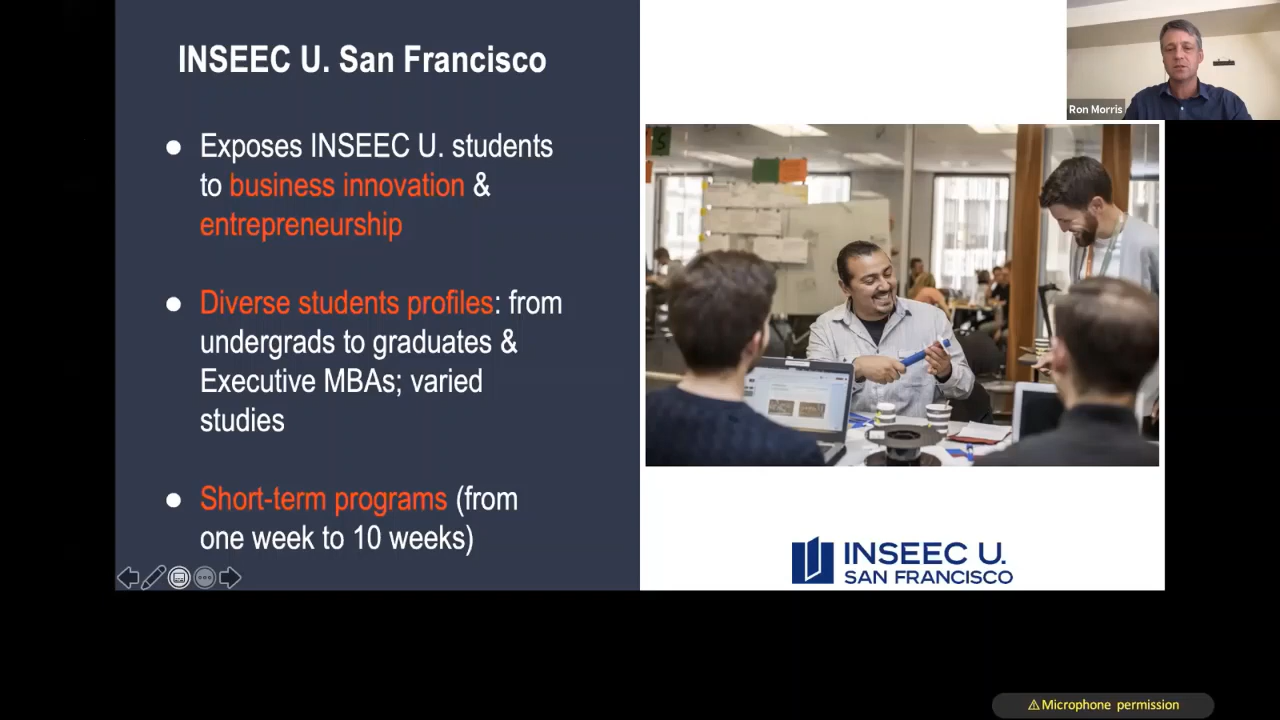 INSEEC U. San Francisco
● Exposes INSEEC U. students
to business innovation &
entrepreneurship
● Diverse students profiles: from
undergrads to graduates &
Executive MBAs; varied
studies
● Short-term programs (from
one week to 10 weeks)
Ron Morris
INSEEC U.
SAN FRANCISCO
⚠Microphone permission